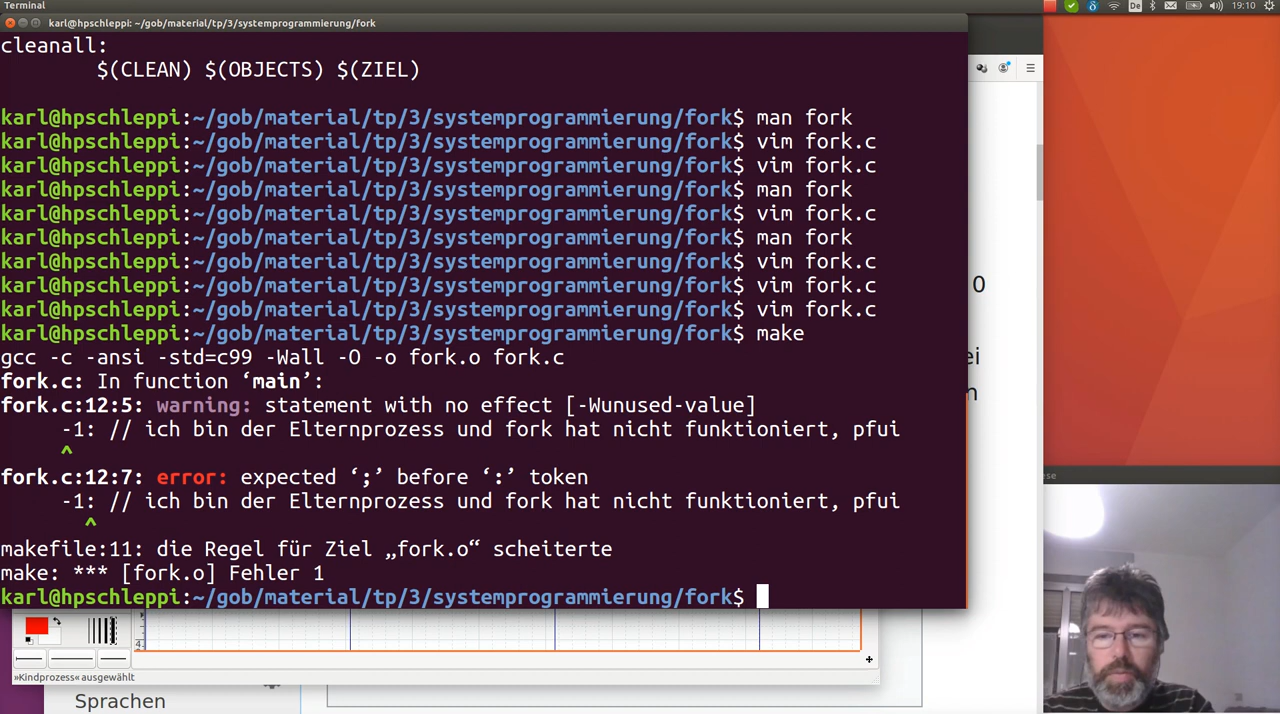 Terminal
De
19:10
karl@hpschleppi: ~/gob/material/tp/3/systemprogrammierung/fork
cleanall:
$(CLEAN) $(OBJECTS) $(ZIEL)
karl@hpschleppi:~/gob/material/tp/3/systemprogrammierung/fork$ man fork
karl@hpschleppi:~/gob/material/tp/3/systemprogrammierung/fork$ vim fork.c
karl@hpschleppi:~/gob/material/tp/3/systemprogrammierung/fork$ vim fork.c
karl@hpschleppi:~/gob/material/tp/3/systemprogrammierung/fork$ man fork
karl@hpschleppi:~/gob/material/tp/3/systemprogrammierung/fork$ vim fork.c
karl@hpschleppi:~/gob/material/tp/3/systemprogrammierung/fork$ man fork
karl@hpschleppi:~/gob/material/tp/3/systemprogrammierung/fork$ vim fork.c
karl@hpschleppi:~/gob/material/tp/3/systemprogrammierung/fork$ vim fork.c
karl@hpschleppi:~/gob/material/tp/3/systemprogrammierung/fork$ vim fork.c
karl@hpschleppi:~/gob/material/tp/3/systemprogrammierung/fork$ make
gcc -c -ansi -std=c99 -Wall -O -o fork.o fork.c
fork.c: In function ‘main’:
fork.c:12:5: warning: statement with no effect [-Wunused-value]
-1: // ich bin der Elternprozess und fork hat nicht funktioniert, pfui
^
fork.c:12:7: error: expected ‘;’ before ‘:’ token
-1: // ich bin der Elternprozess und fork hat nicht funktioniert, pfui
^
makefile:11: die Regel für Ziel „fork.o“ scheiterte
make: *** [fork.o] Fehler 1
karl@hpschleppi:~/gob/material/tp/3/systemprogrammierung/fork$
0
ei
ese
4
»Kindprozess« ausgewählt
Sprachen